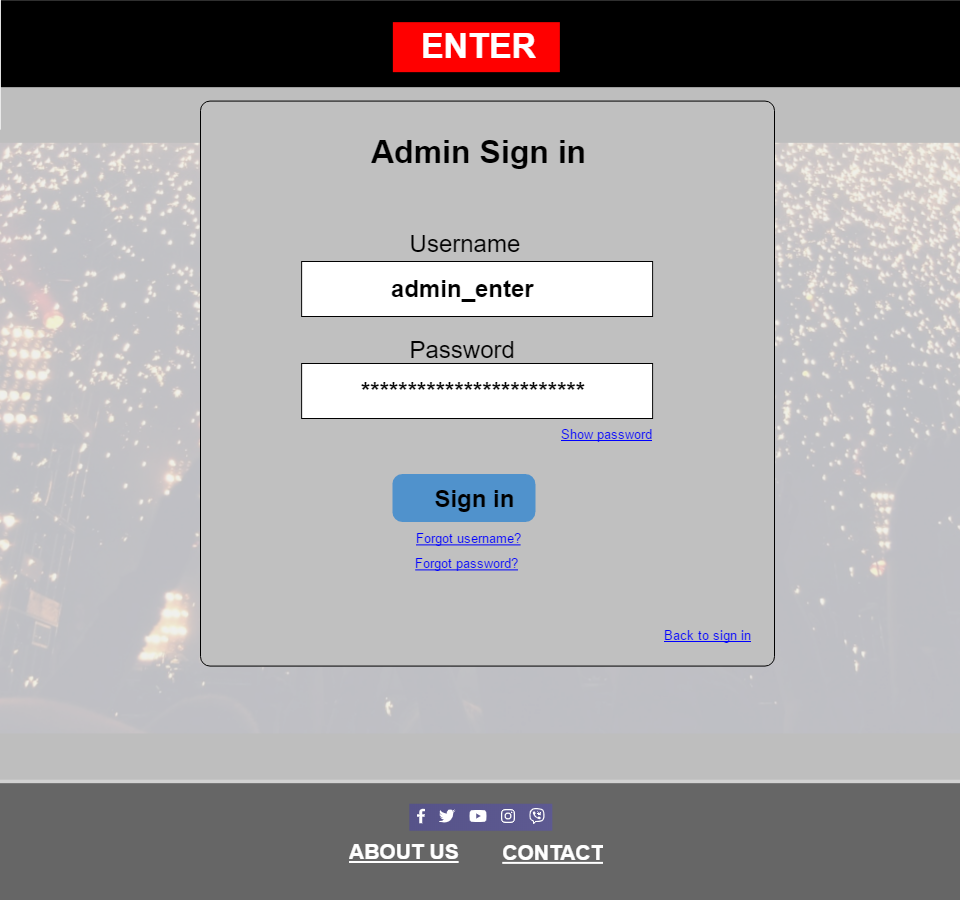 ENTER
Admin Sign in
Username
admin_enter
Password
************************
Show password
Sign in
Forgot username?
Forgot password?
Back to sign in
ABOUT US CONTACT